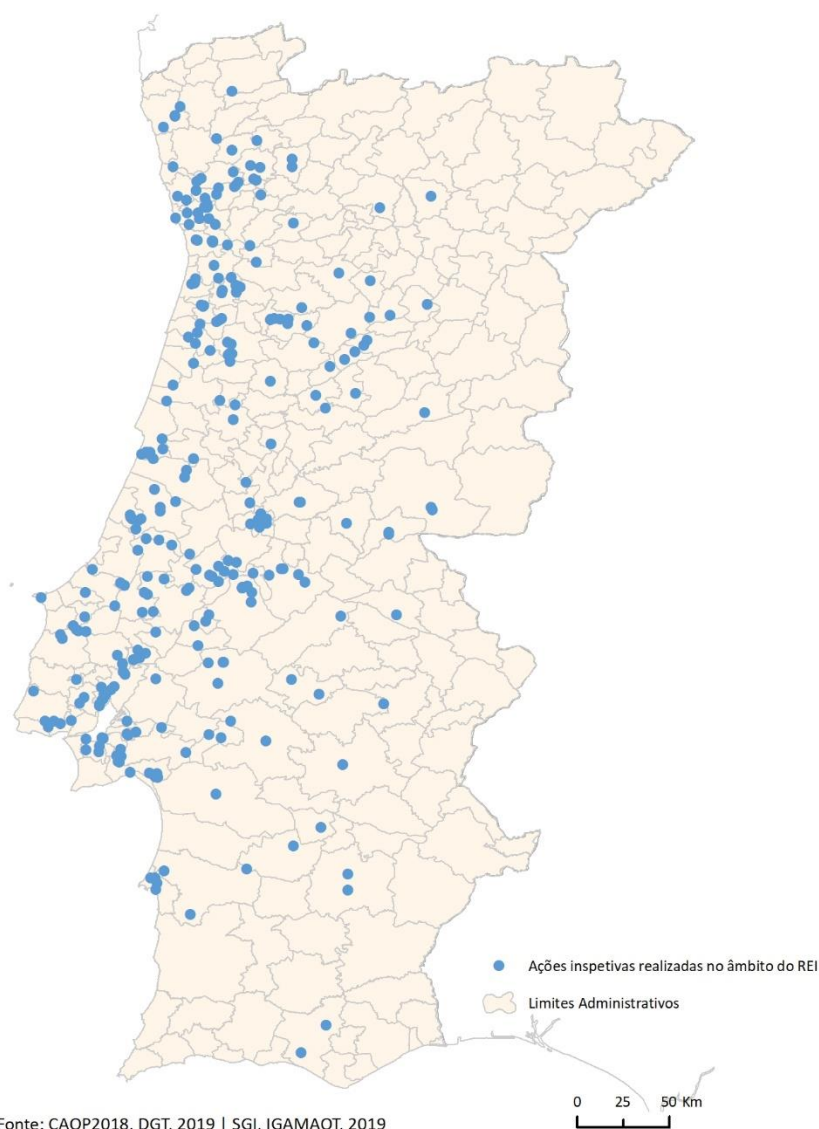 Ações inspetivas realizadas no âmbito do REI
Limites Administrativos
0 25 50 Km
Fonte: CAOP2018, DGT, 2019 | SGI, IGAMAOT, 2019